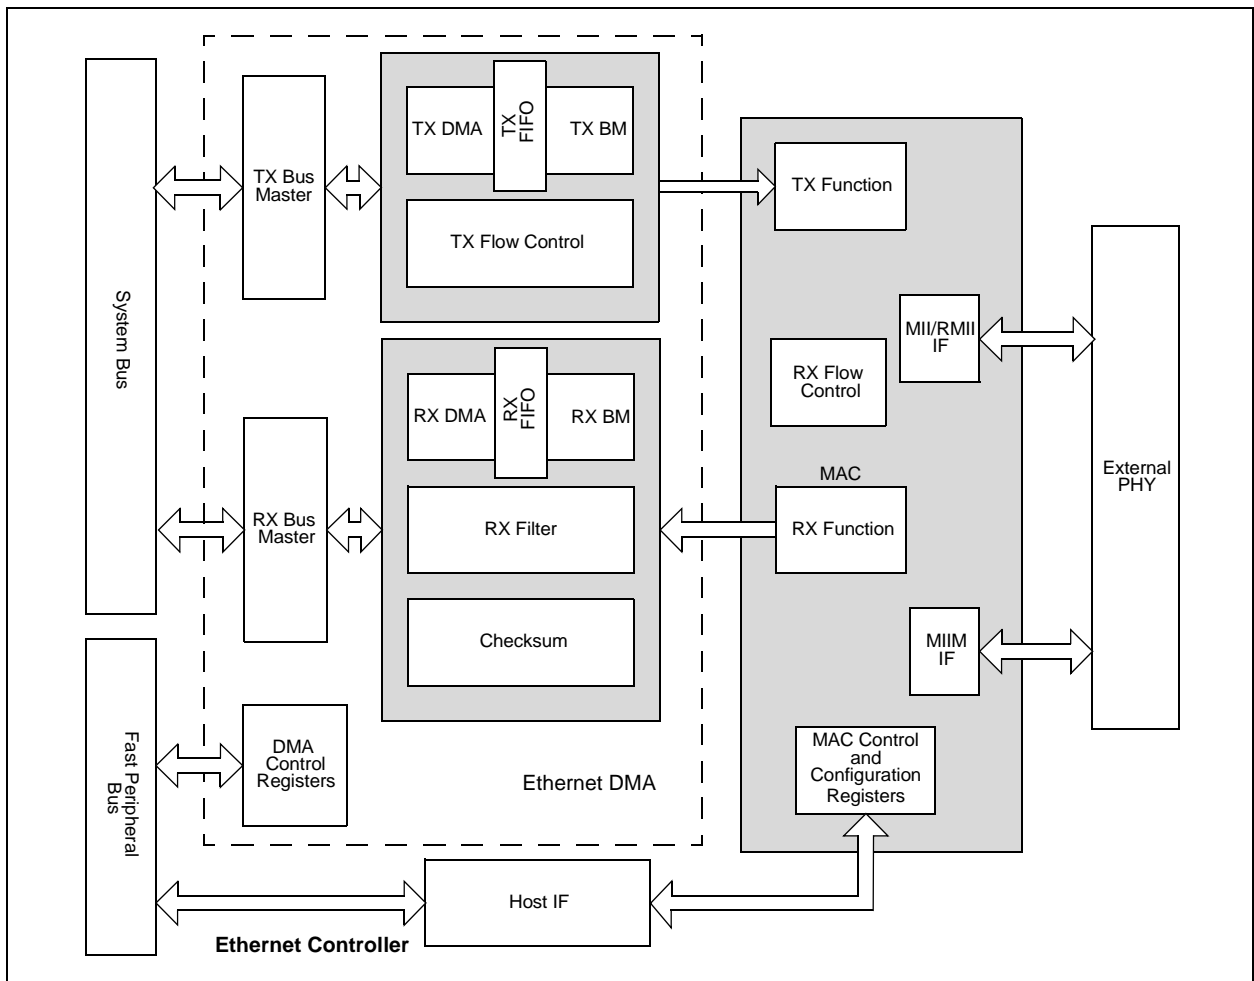 System Bus
TX Bus
Master
TX DMA
TX
FIFO
TX BM
TX Flow Control
TX Function
MII/RMII
IF
RX Flow
Control
RX Bus
Master
RX DMA
RX
FIFO
RX BM
RX Filter
Checksum
MAC
RX Function
MIIM
IF
External
PHY
Fast Peripheral
Bus
DMA
Control
Registers
Ethernet DMA
MAC Control
and
Configuration
Registers
Host IF
Ethernet Controller